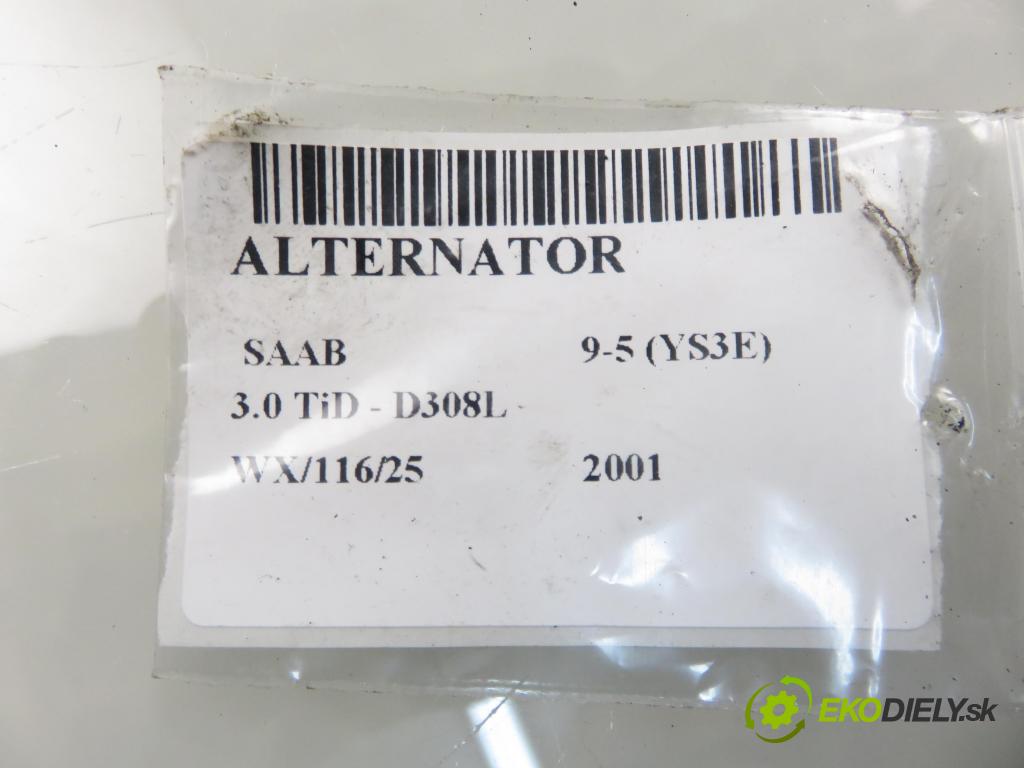 ALTERNATOR
SAAB 9-5 (YS3E)
3.0 TiD - D308L
WX/116/25 2001
EKODIELY.sk